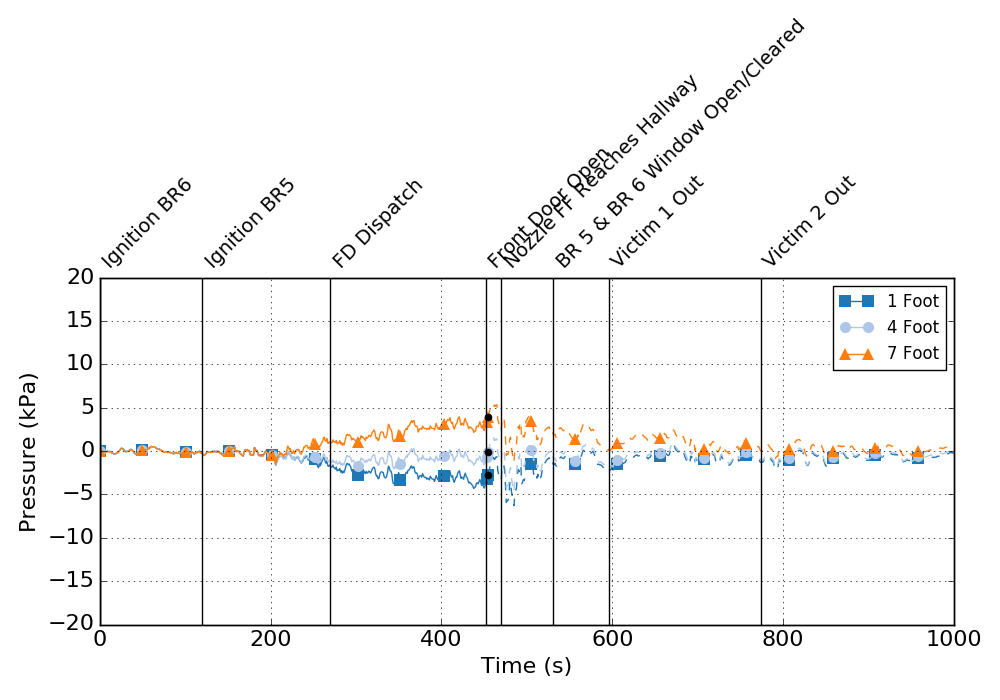 Ignition BR6
Ignition BR5
FD Dispatch
Front Door Open
Nozzle FF Reaches Hallway
BR 5 & BR 6 Window Open/Cleared
Victim 1 Out
Victim 2 Out
20
15
10
5
0
−5
−10
−15
−20
Pressure (kPa)
1 Foot
4 Foot
7 Foot
0 200 400 600 800 1000
Time (s)